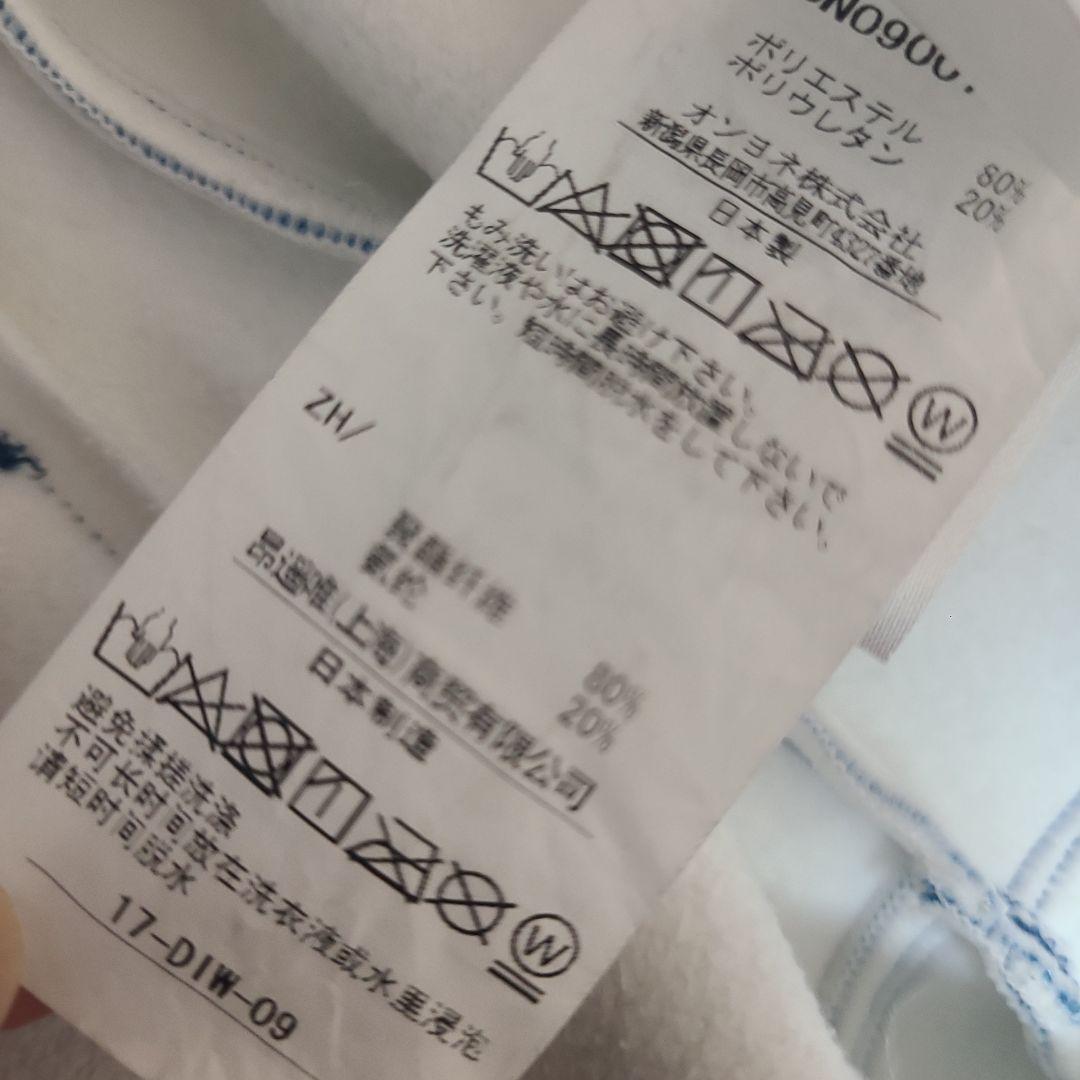 ポリエステル 80%
ポリウレタン 20%
オンヨネ株式会社
新潟県長岡市高見町4327番地
日本製
もみ洗いはお避け下さい。
洗濯液や水に長時間放置しないで
下さい。 短時間脱水をして下さい。
ZH/
聚酯纤维 80%
氨纶 20%
(上海)商贸有限公司
日本制造
避免揉搓洗涤
不可长时间放在洗衣液或水里浸泡
请短时间脱水
17-DIW-09